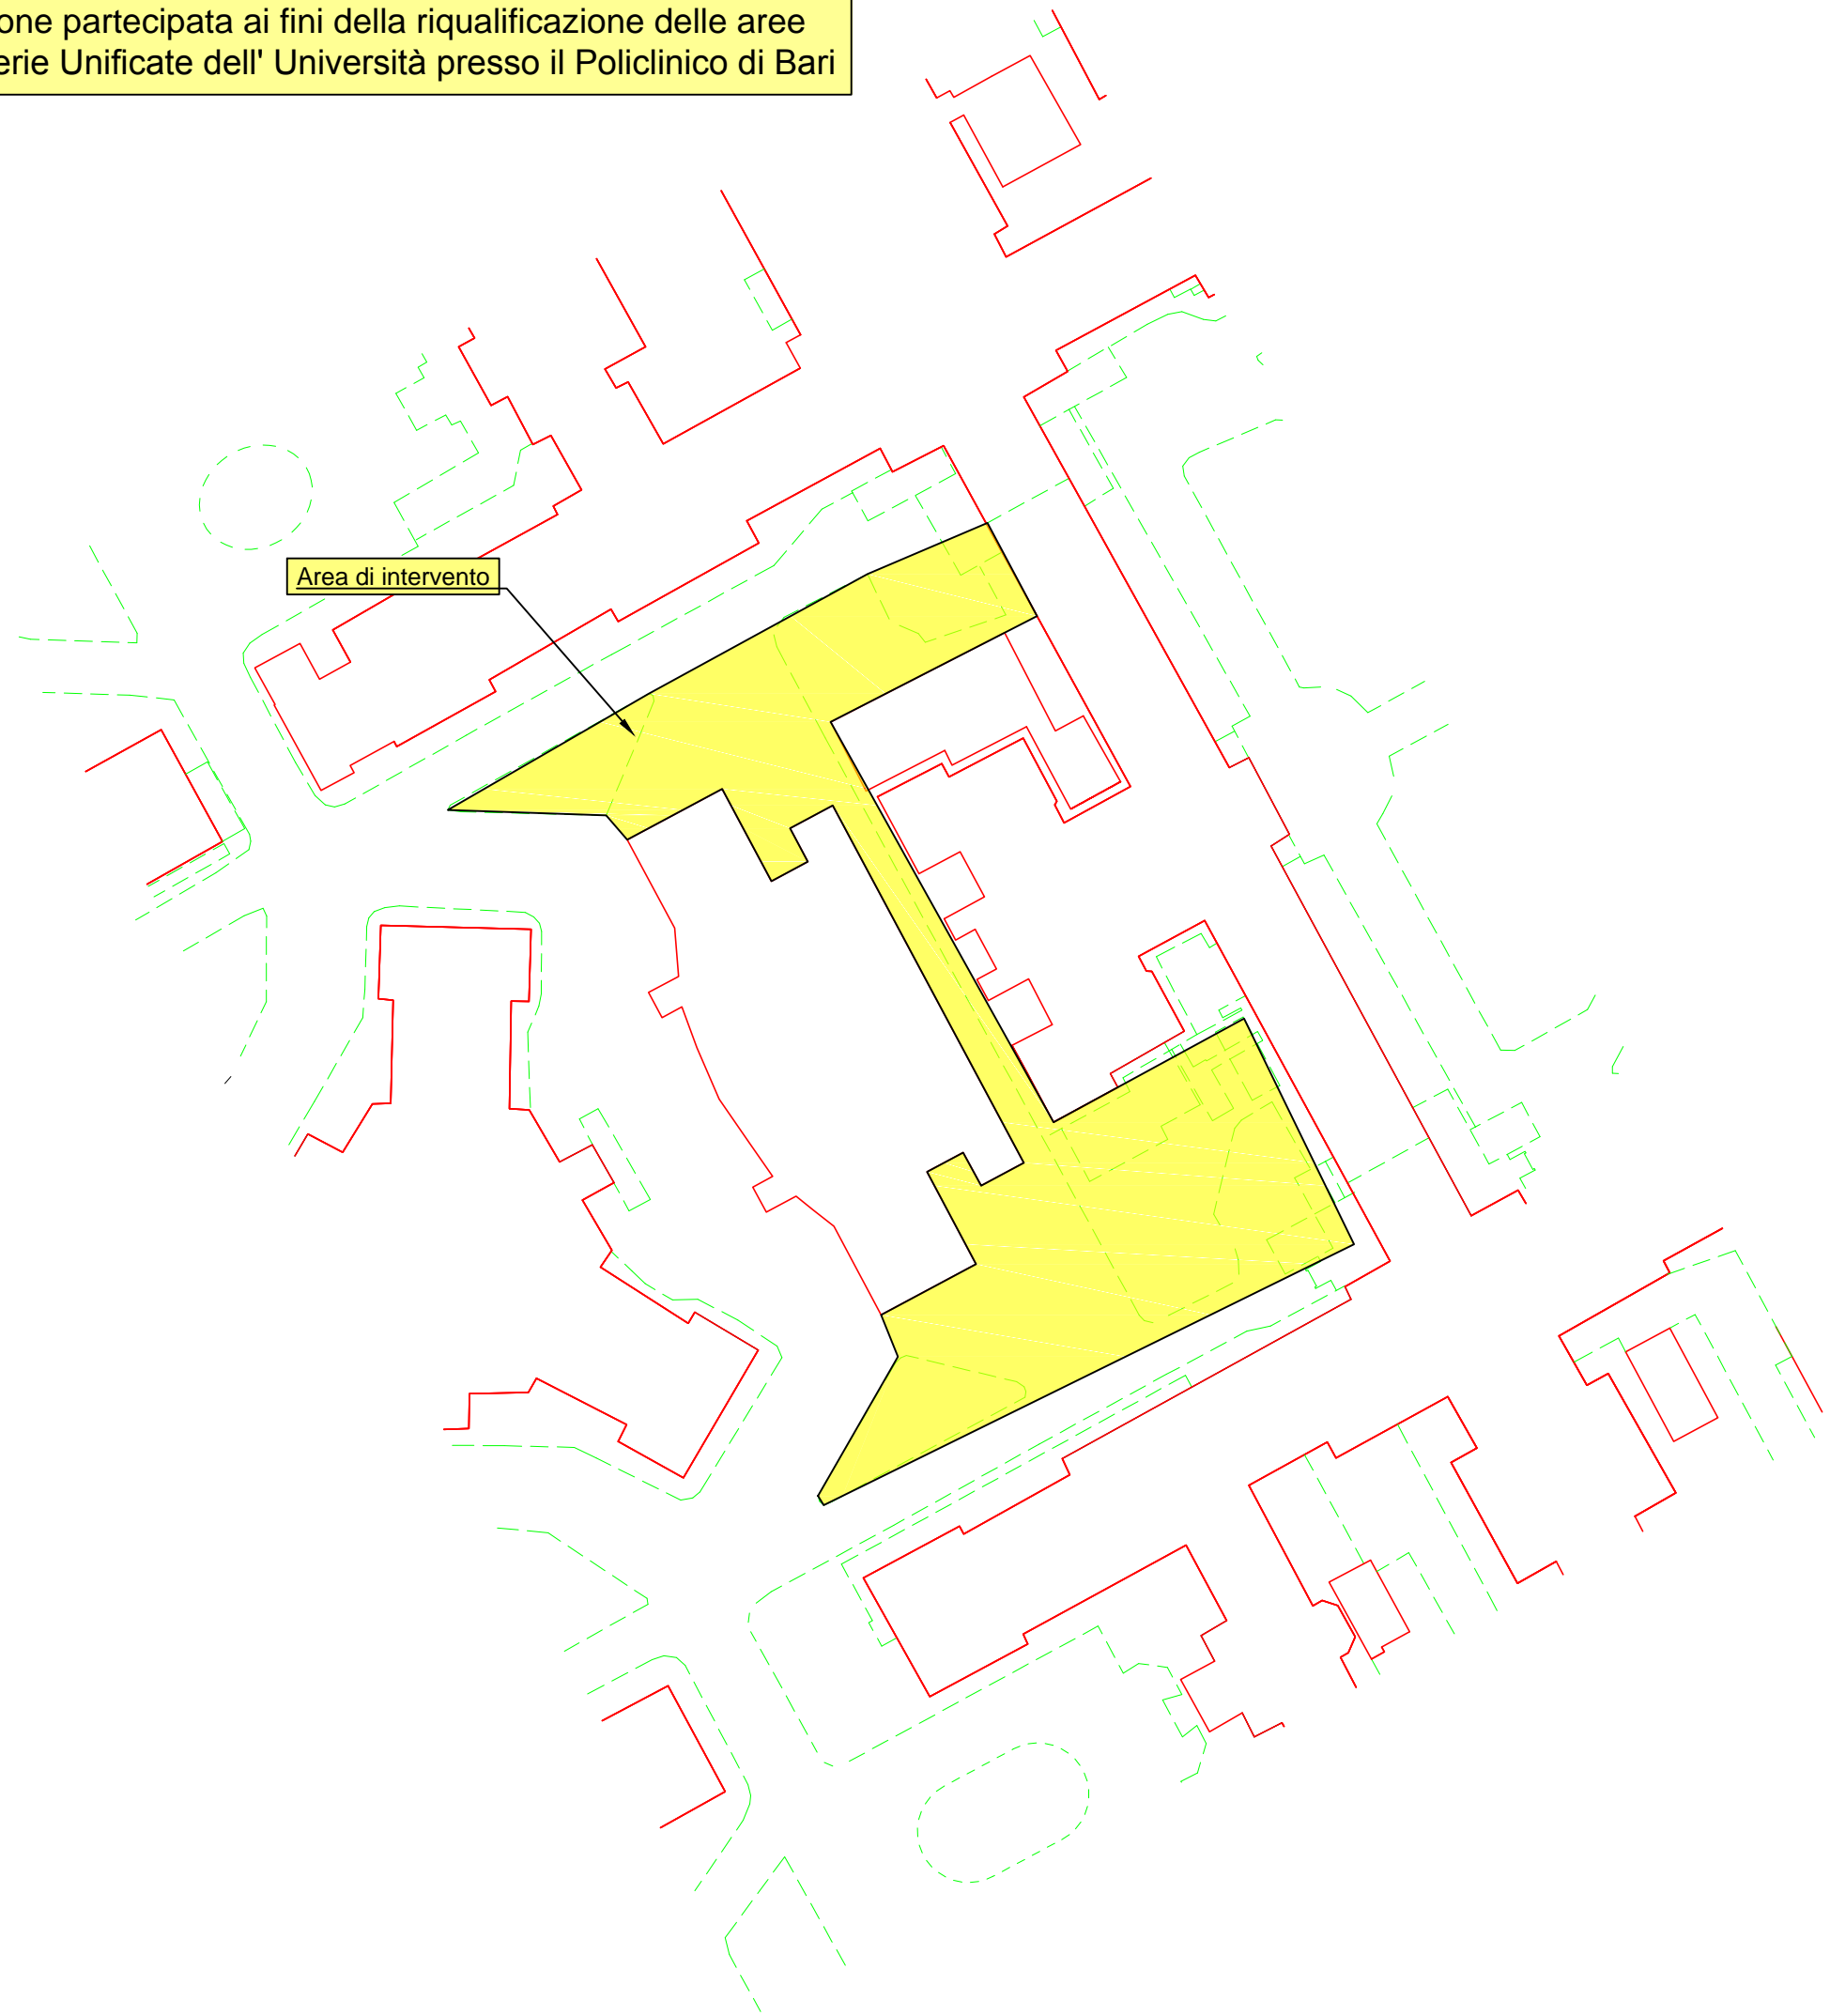 one partecipata ai fini della riqualificazione delle aree
erie Unificate dell' Università presso il Policlinico di Bari
Area di intervento